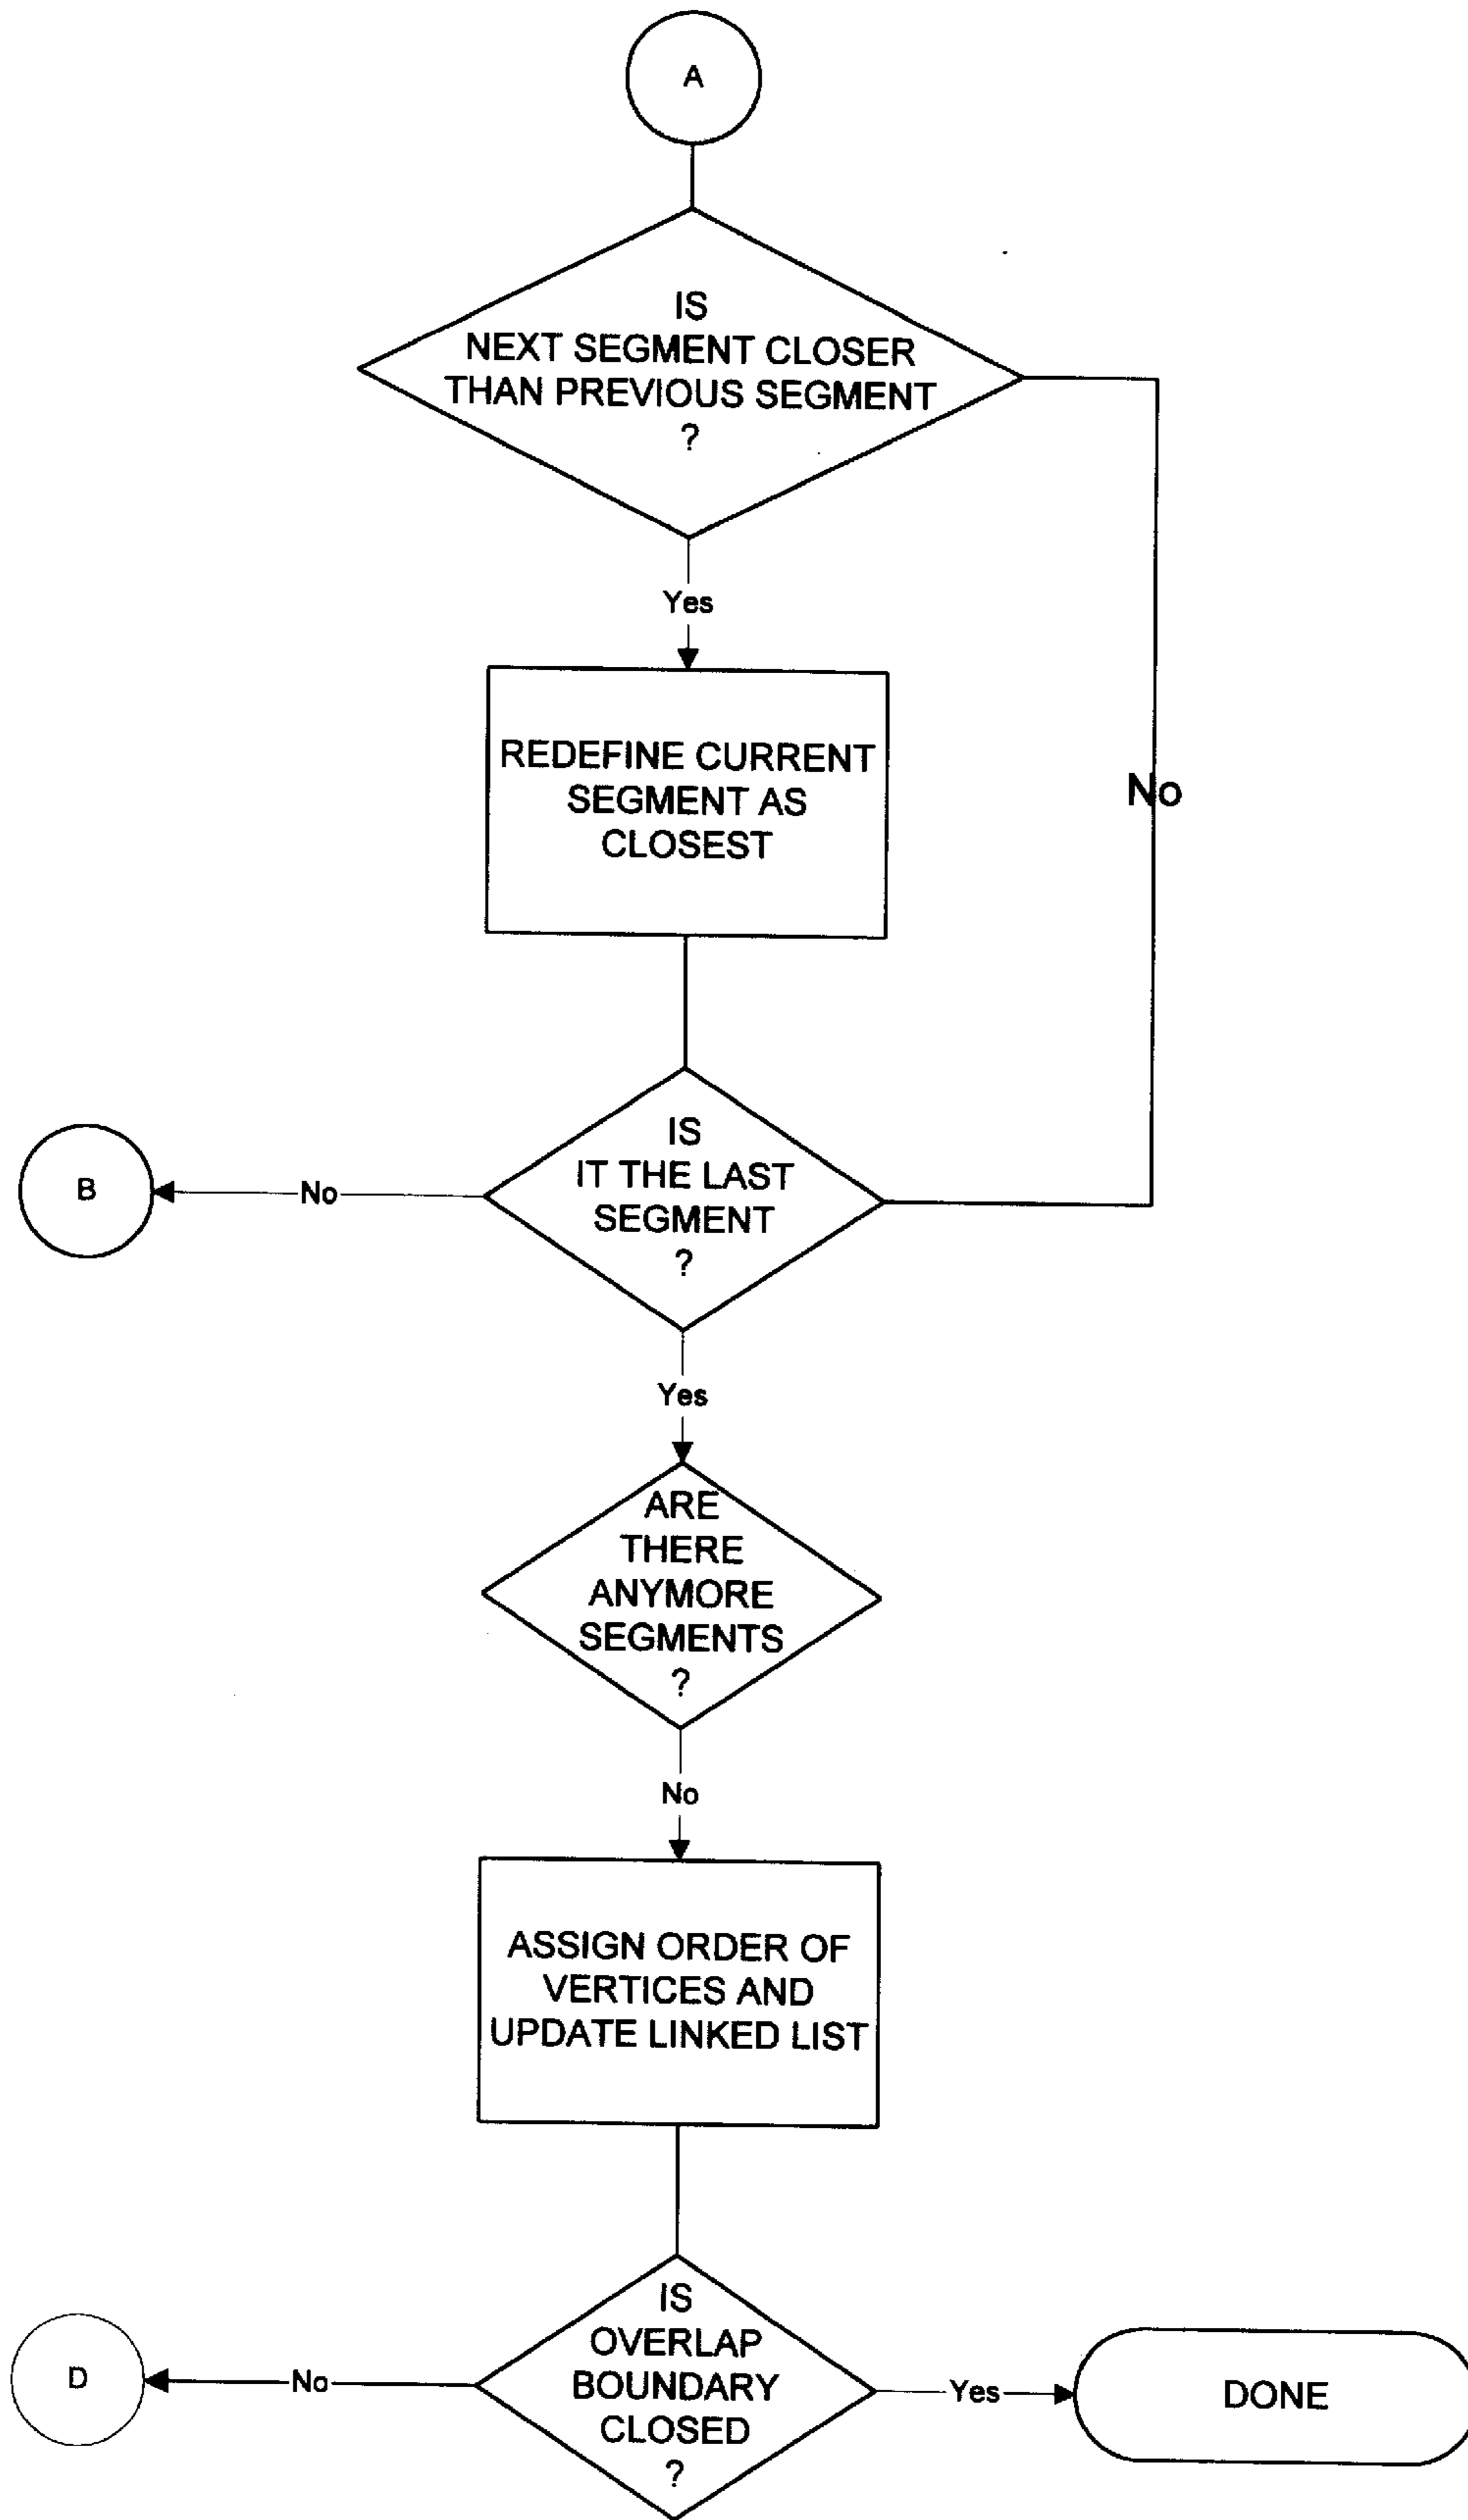 A
IS
NEXT SEGMENT CLOSER
THAN PREVIOUS SEGMENT
?
Yes
REDEFINE CURRENT
SEGMENT AS
CLOSEST
No
IS
IT THE LAST
SEGMENT
?
B
No
Yes
ARE
THERE
ANYMORE
SEGMENTS
?
No
ASSIGN ORDER OF
VERTICES AND
UPDATE LINKED LIST
IS
OVERLAP
BOUNDARY
CLOSED
?
D
No
Yes
DONE